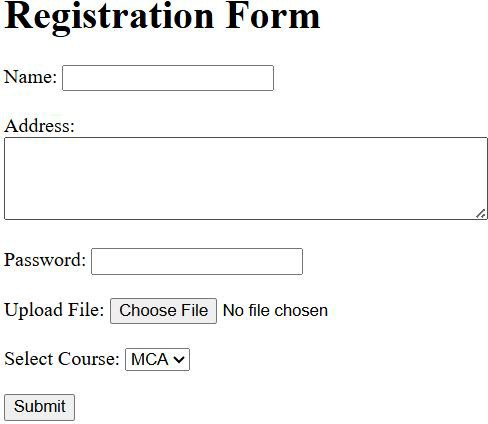 Registration Form
Name:
Address:
Password:
Upload File: Choose File No file chosen
Select Course: MCA
Submit